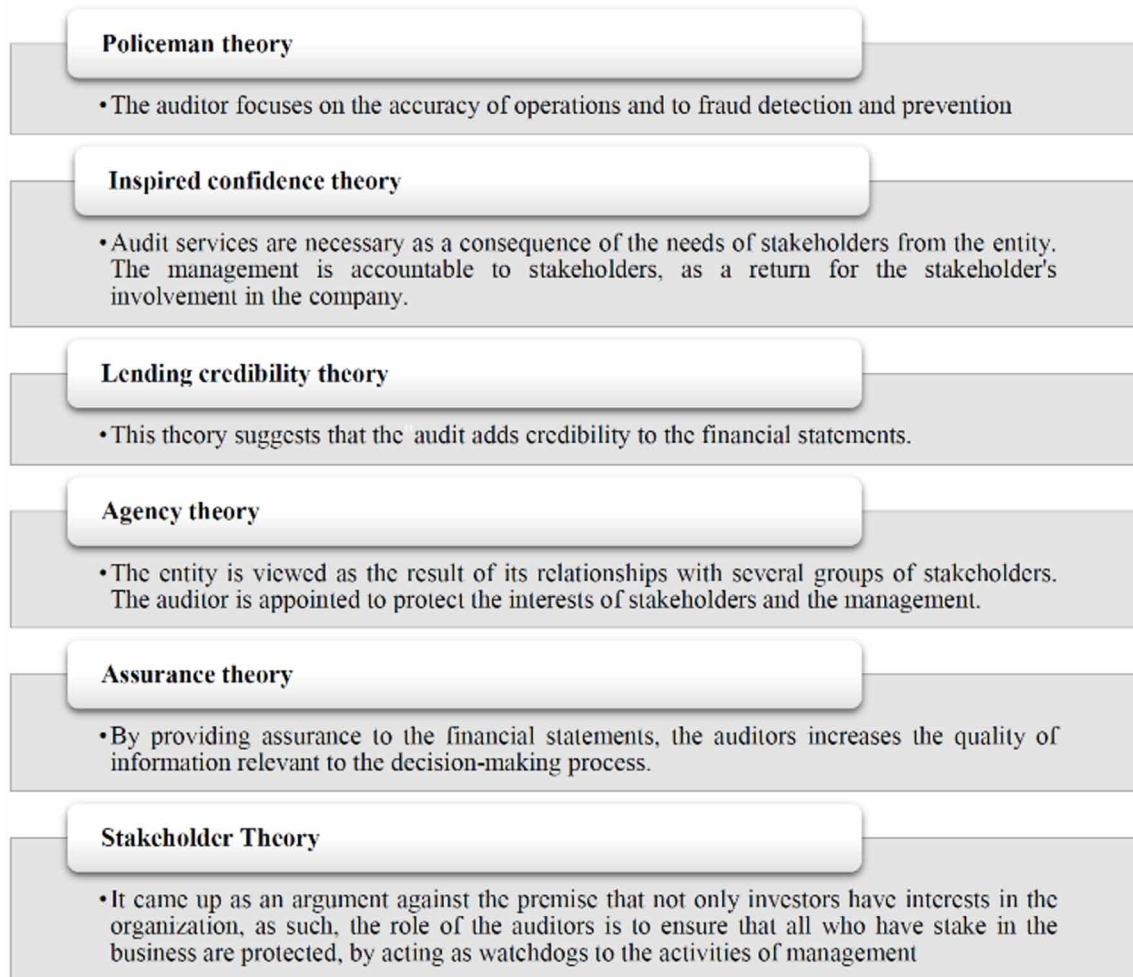 Policeman theory
•The auditor focuses on the accuracy of operations and to fraud detection and prevention
Inspired confidence theory
•Audit services are necessary as a consequence of the needs of stakeholders from the entity.
The management is accountable to stakeholders, as a return for the stakeholder's
involvement in the company.
Lending credibility theory
•This theory suggests that the audit adds credibility to the financial statements.
Agency theory
•The entity is viewed as the result of its relationships with several groups of stakeholders.
The auditor is appointed to protect the interests of stakeholders and the management.
Assurance theory
•By providing assurance to the financial statements, the auditors increases the quality of
information relevant to the decision-making process.
Stakeholder Theory
•It came up as an argument against the premise that not only investors have interests in the
organization, as such, the role of the auditors is to ensure that all who have stake in the
business are protected, by acting as watchdogs to the activities of management